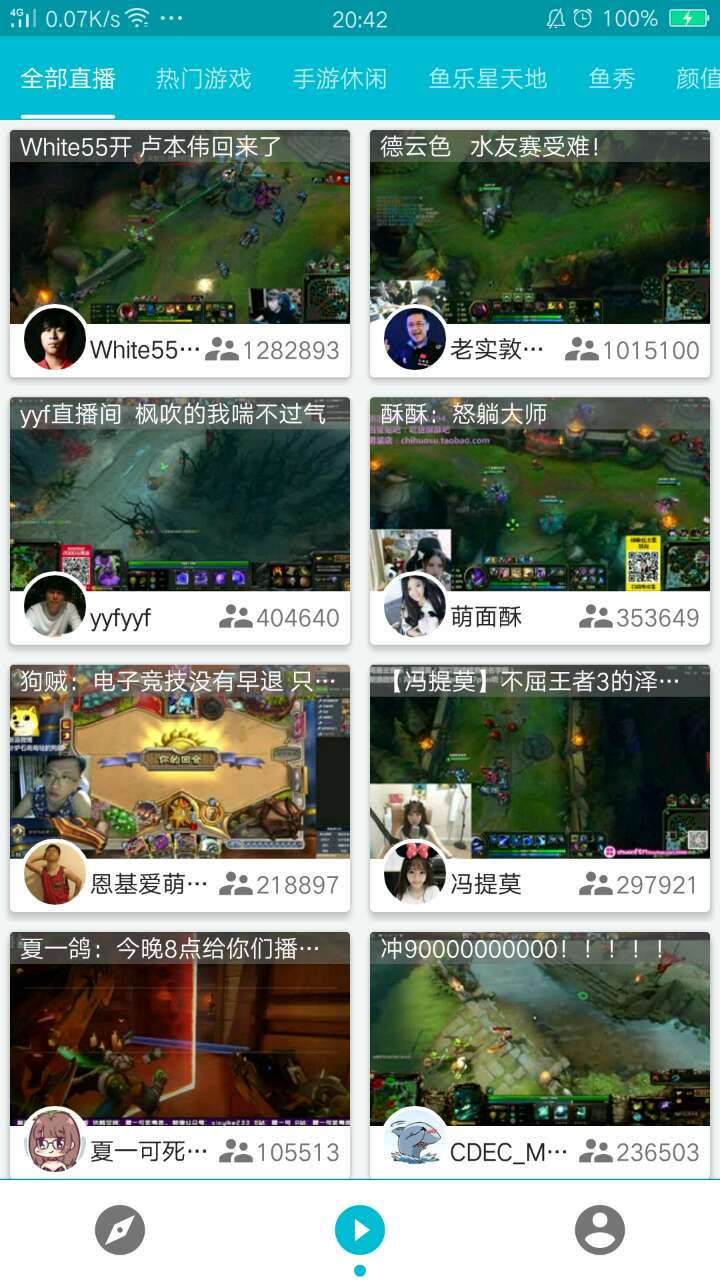 4G 0.07K/s 20:42 100%
全部直播 热门游戏 手游休闲 鱼乐星天地 鱼秀 颜值
White55开 卢本伟回来了
White55… 1282893
德云色 水友赛受难！
老实敦… 1015100
yyf直播间 枫吹的我喘不过气
yyfyyf 404640
酥酥：怒躺大师
chihuosu.taobao.com
萌面酥 353649
狗贼：电子竞技没有早退 只…
你的回合
恩基爱萌… 218897
【冯提莫】不屈王者3的泽…
冯提莫 297921
夏一鸽：今晚8点给你们播…
夏一可死… 105513
冲90000000000！！！！！
CDEC_M… 236503